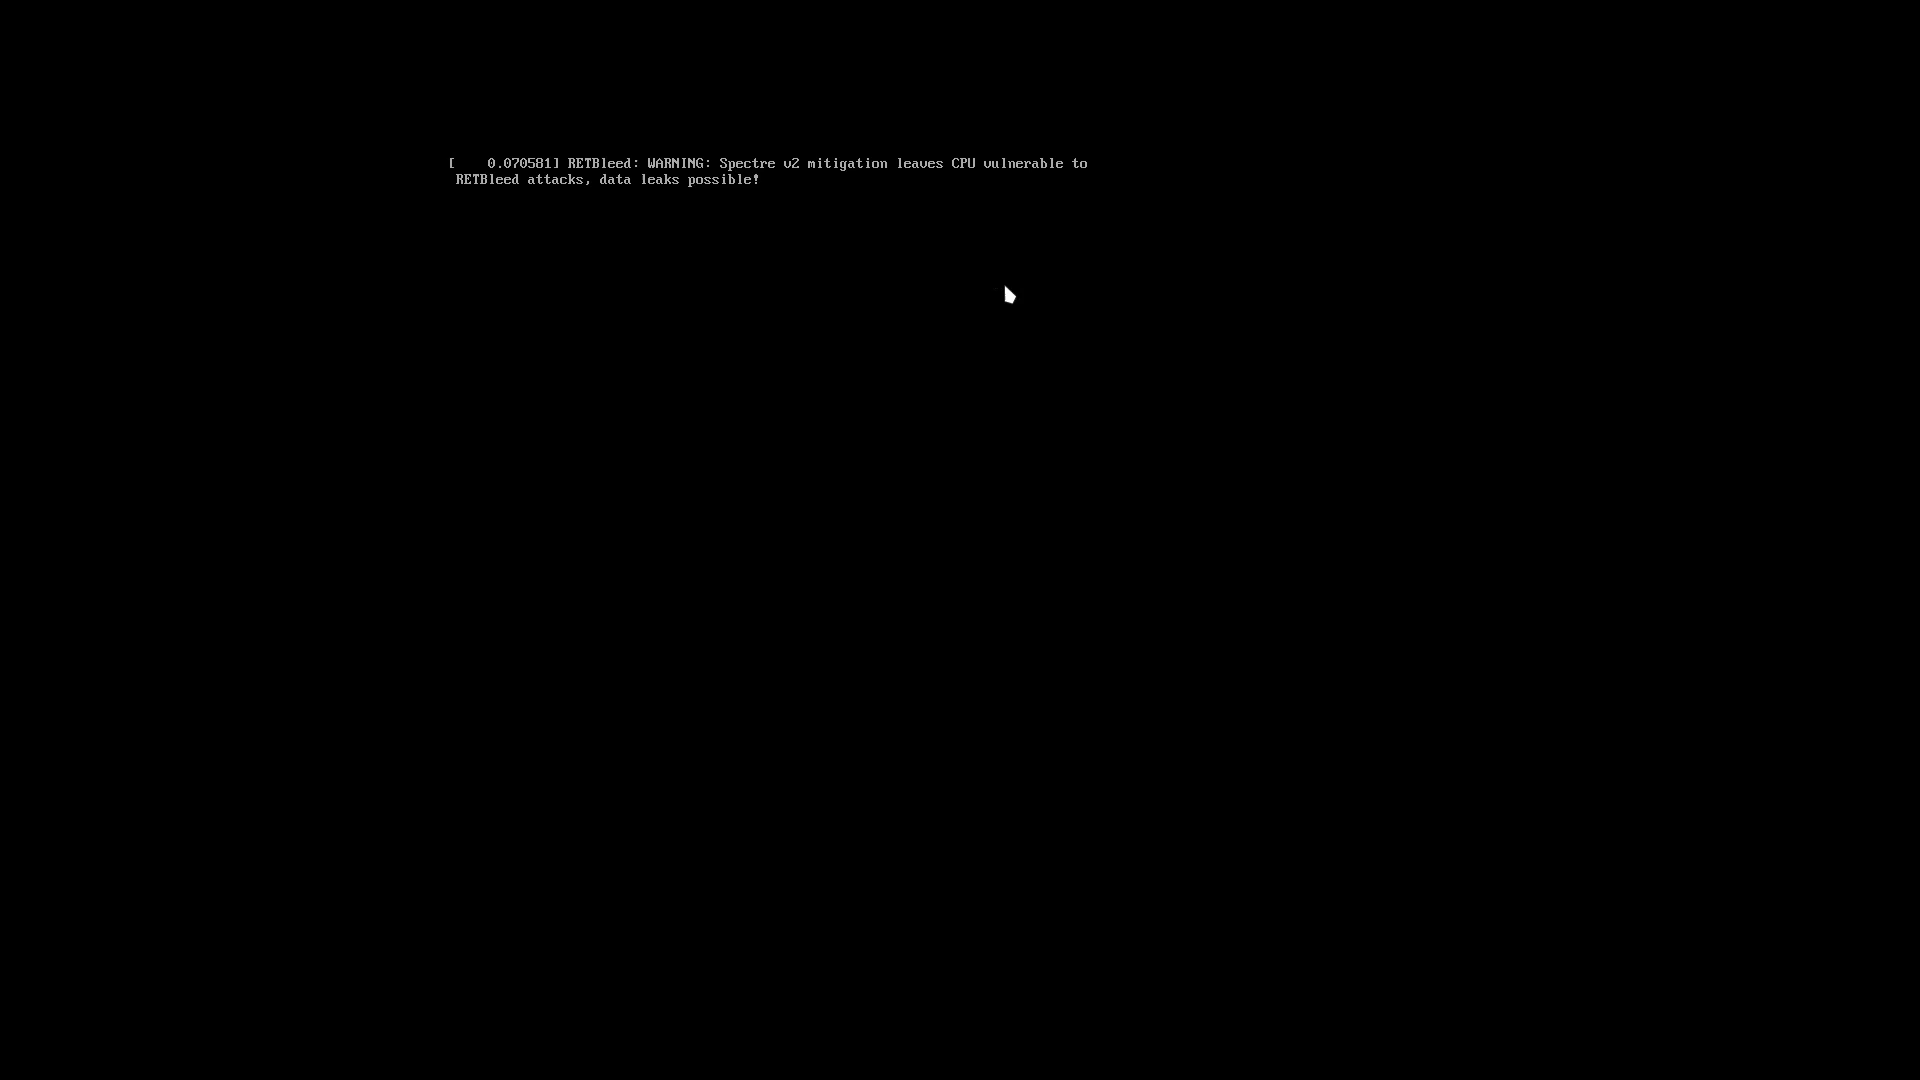 [    0.070581] RETBleed: WARNING: Spectre v2 mitigation leaves CPU vulnerable to
RETBleed attacks, data leaks possible!